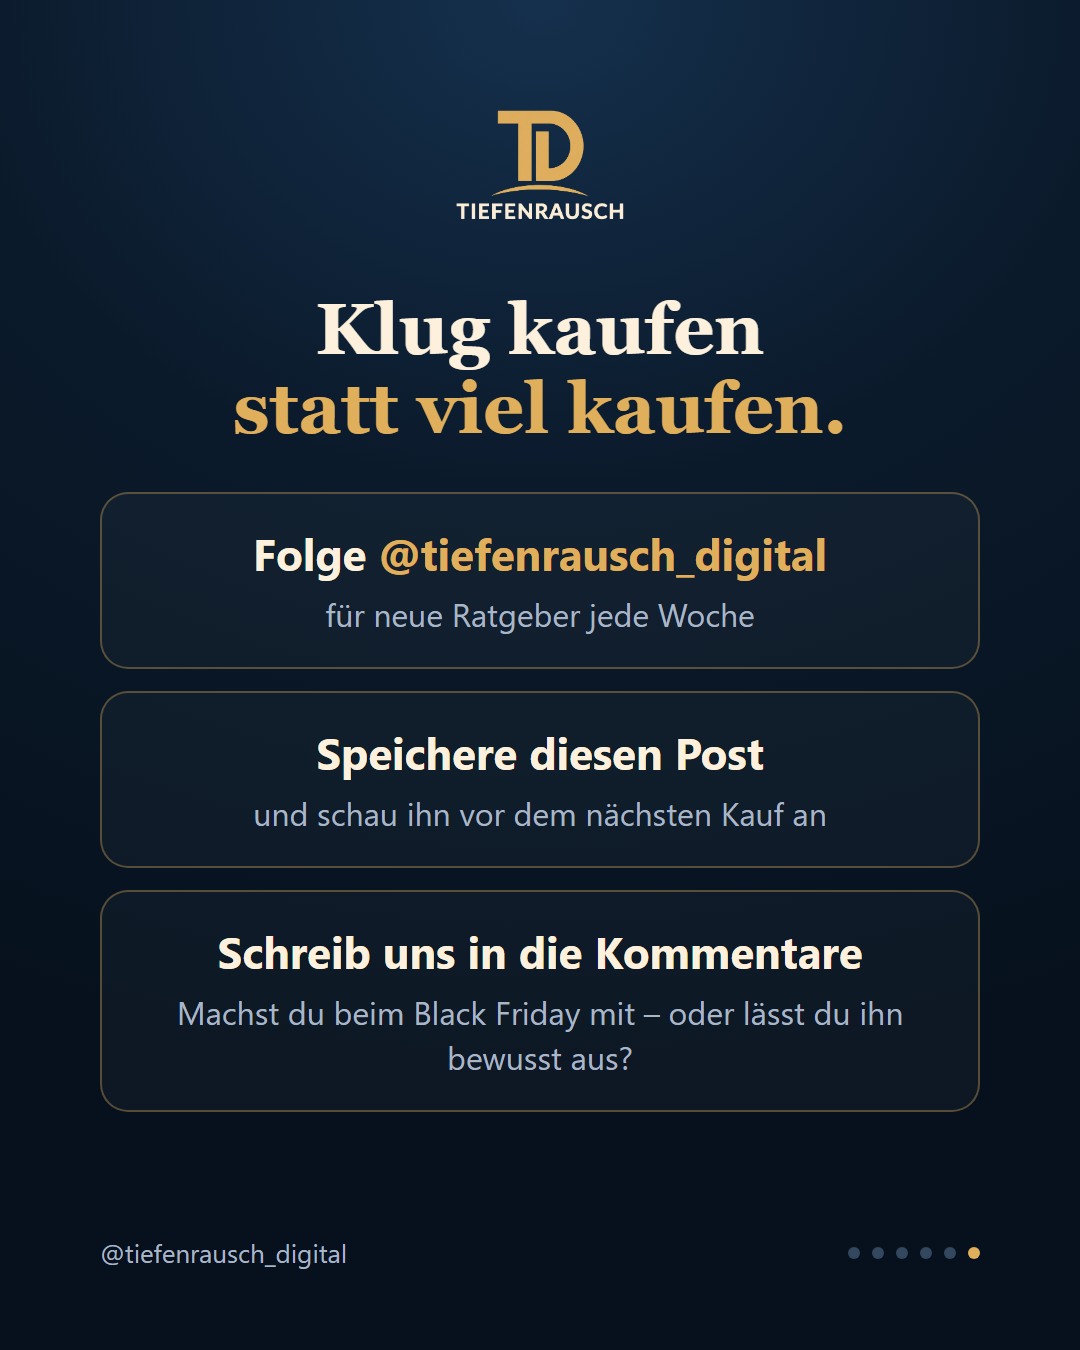 TD
TIEFENRAUSCH
Klug kaufen
statt viel kaufen.
Folge @tiefenrausch_digital
für neue Ratgeber jede Woche
Speichere diesen Post
und schau ihn vor dem nächsten Kauf an
Schreib uns in die Kommentare
Machst du beim Black Friday mit – oder lässt du ihn
bewusst aus?
@tiefenrausch_digital